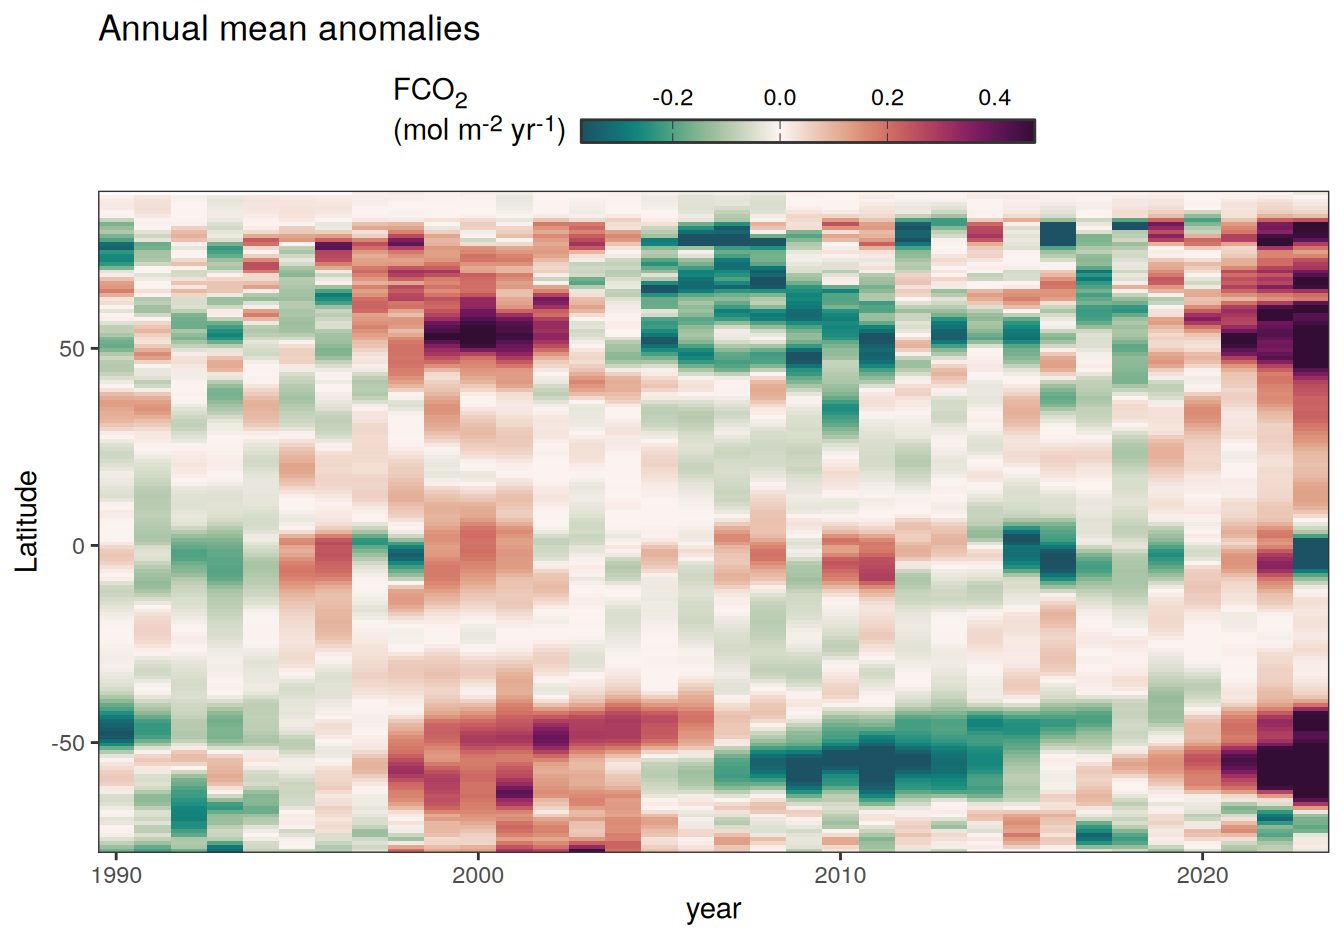 Annual mean anomalies
FCO₂
(mol m⁻² yr⁻¹)
-0.2 0.0 0.2 0.4
Latitude
50
0
-50
1990 2000 2010 2020
year